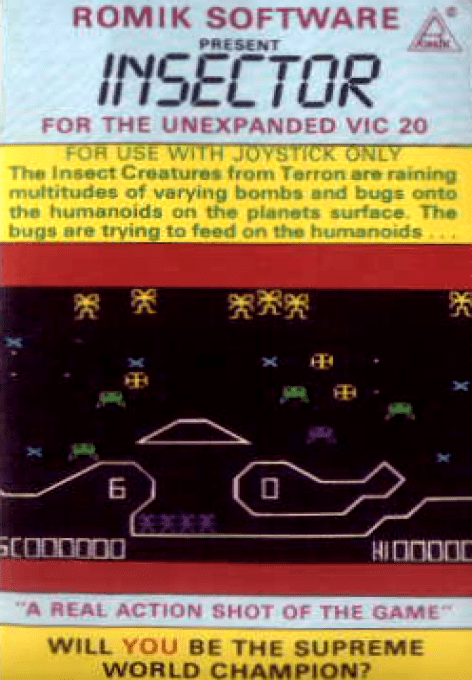 ROMIK SOFTWARE
©
Romik
PRESENT
INSECTOR
FOR THE UNEXPANDED VIC 20
FOR USE WITH JOYSTICK ONLY
The Insect Creatures from Terron are raining
multitudes of varying bombs and bugs onto
the humanoids on the planets surface. The
bugs are trying to feed on the humanoids . . .
6 0
SC000000 HI00000
"A REAL ACTION SHOT OF THE GAME"
WILL YOU BE THE SUPREME
WORLD CHAMPION?